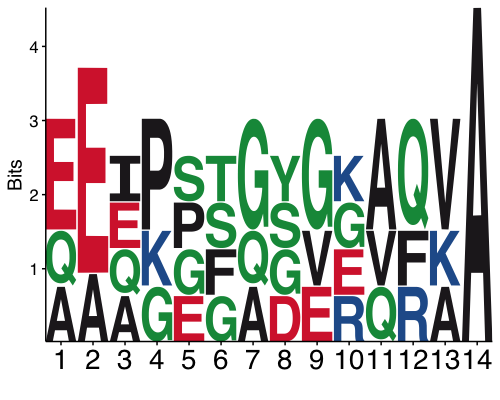 Bits
4
3
2
1
E E I P S T G Y G K A Q V A
Q E K P S Q S V G V F K
Q G F G E
A A A G E G A D E R Q R A
1 2 3 4 5 6 7 8 9 10 11 12 13 14